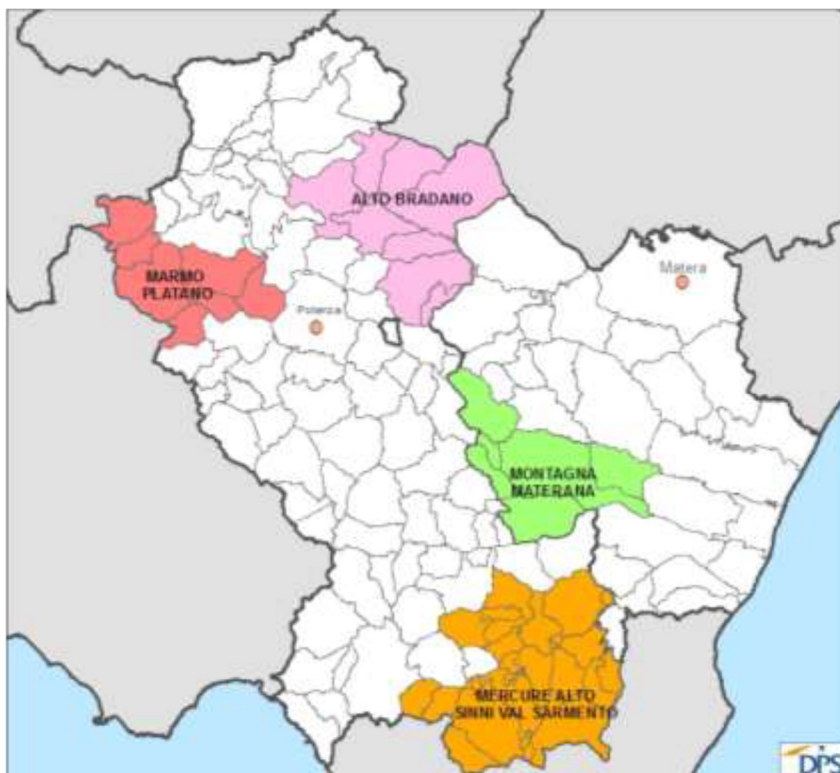 ALTO BRADANO
MARMO
PLATANO
Matera
Potenza
MONTAGNA
MATERANA
MERCURE ALTO
SINNI VAL SARMENTO
DPS